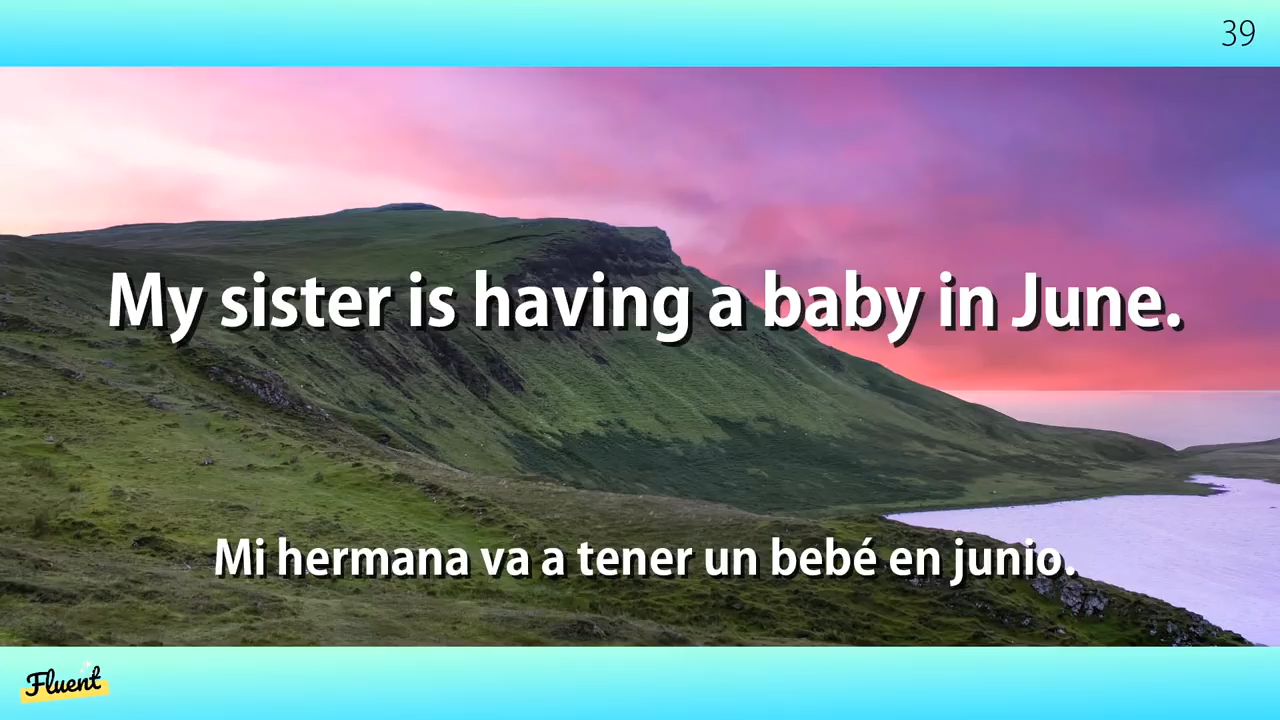 39
My sister is having a baby in June.
Mi hermana va a tener un bebé en junio.
Fluent